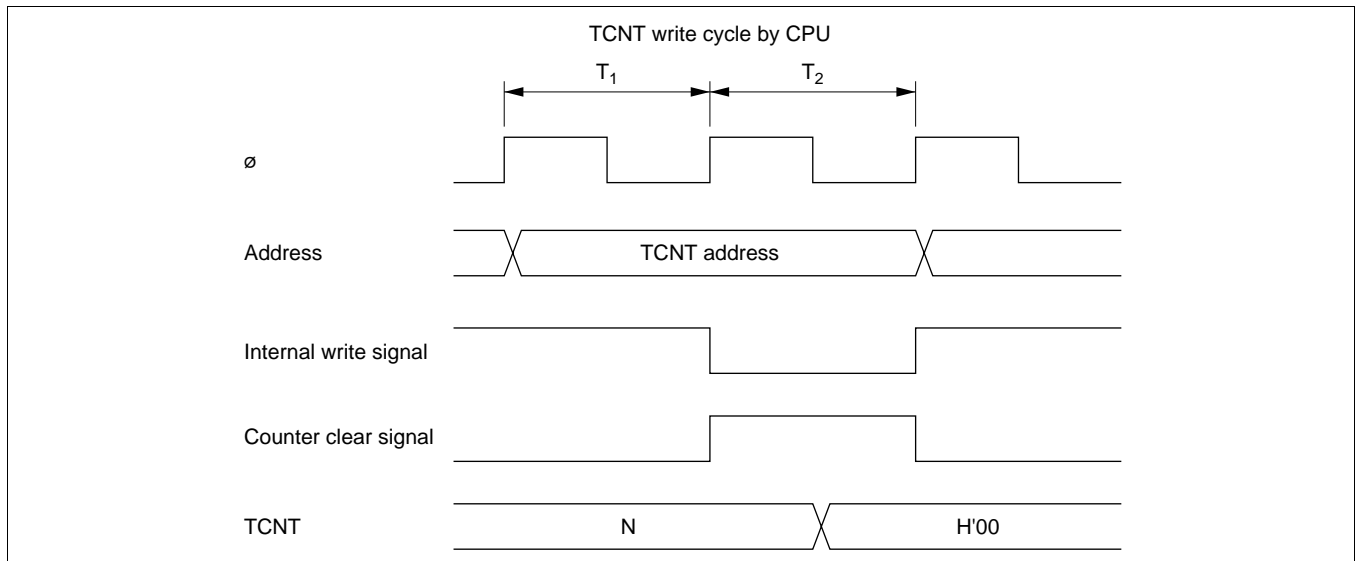 TCNT write cycle by CPU
T1 T2
ø
Address TCNT address
Internal write signal
Counter clear signal
TCNT N H'00